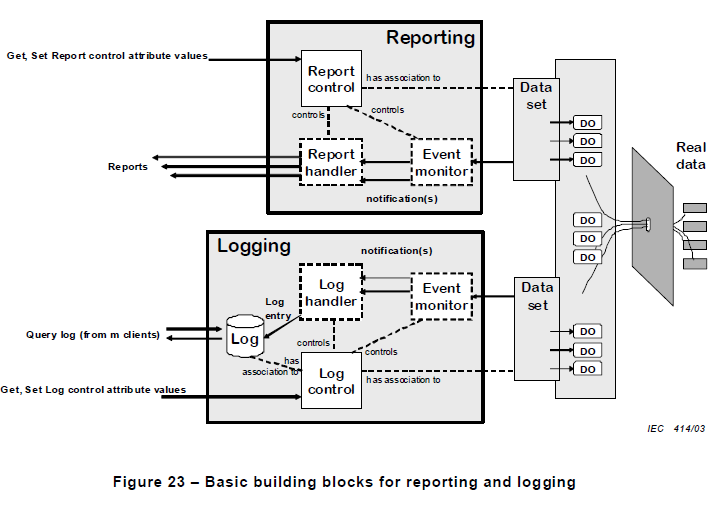 Reporting
Get, Set Report control attribute values
Report
control
has association to
Data
set
controls
controls
DO
DO
DO
Real
data
Reports
Report
handler
Event
monitor
notification(s)
DO
DO
DO
Logging
notification(s)
Log
handler
Event
monitor
Data
set
Log
entry
Query log (from m clients)
Log
DO
DO
DO
controls
controls
has
association to
Log
control
has association to
Get, Set Log control attribute values
IEC 414/03
Figure 23 – Basic building blocks for reporting and logging